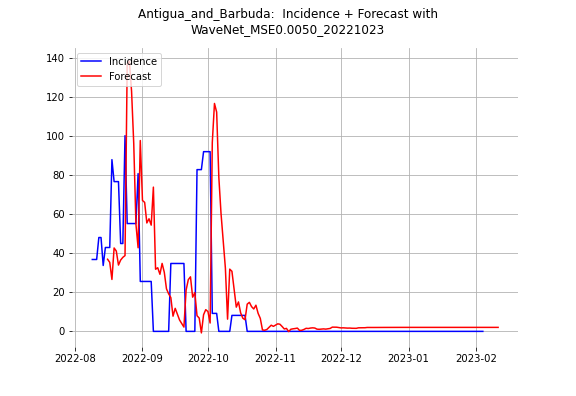 Antigua_and_Barbuda:  Incidence + Forecast with
WaveNet_MSE0.0050_20221023
Incidence
Forecast
140
120
100
80
60
40
20
0
2022-08 2022-09 2022-10 2022-11 2022-12 2023-01 2023-02